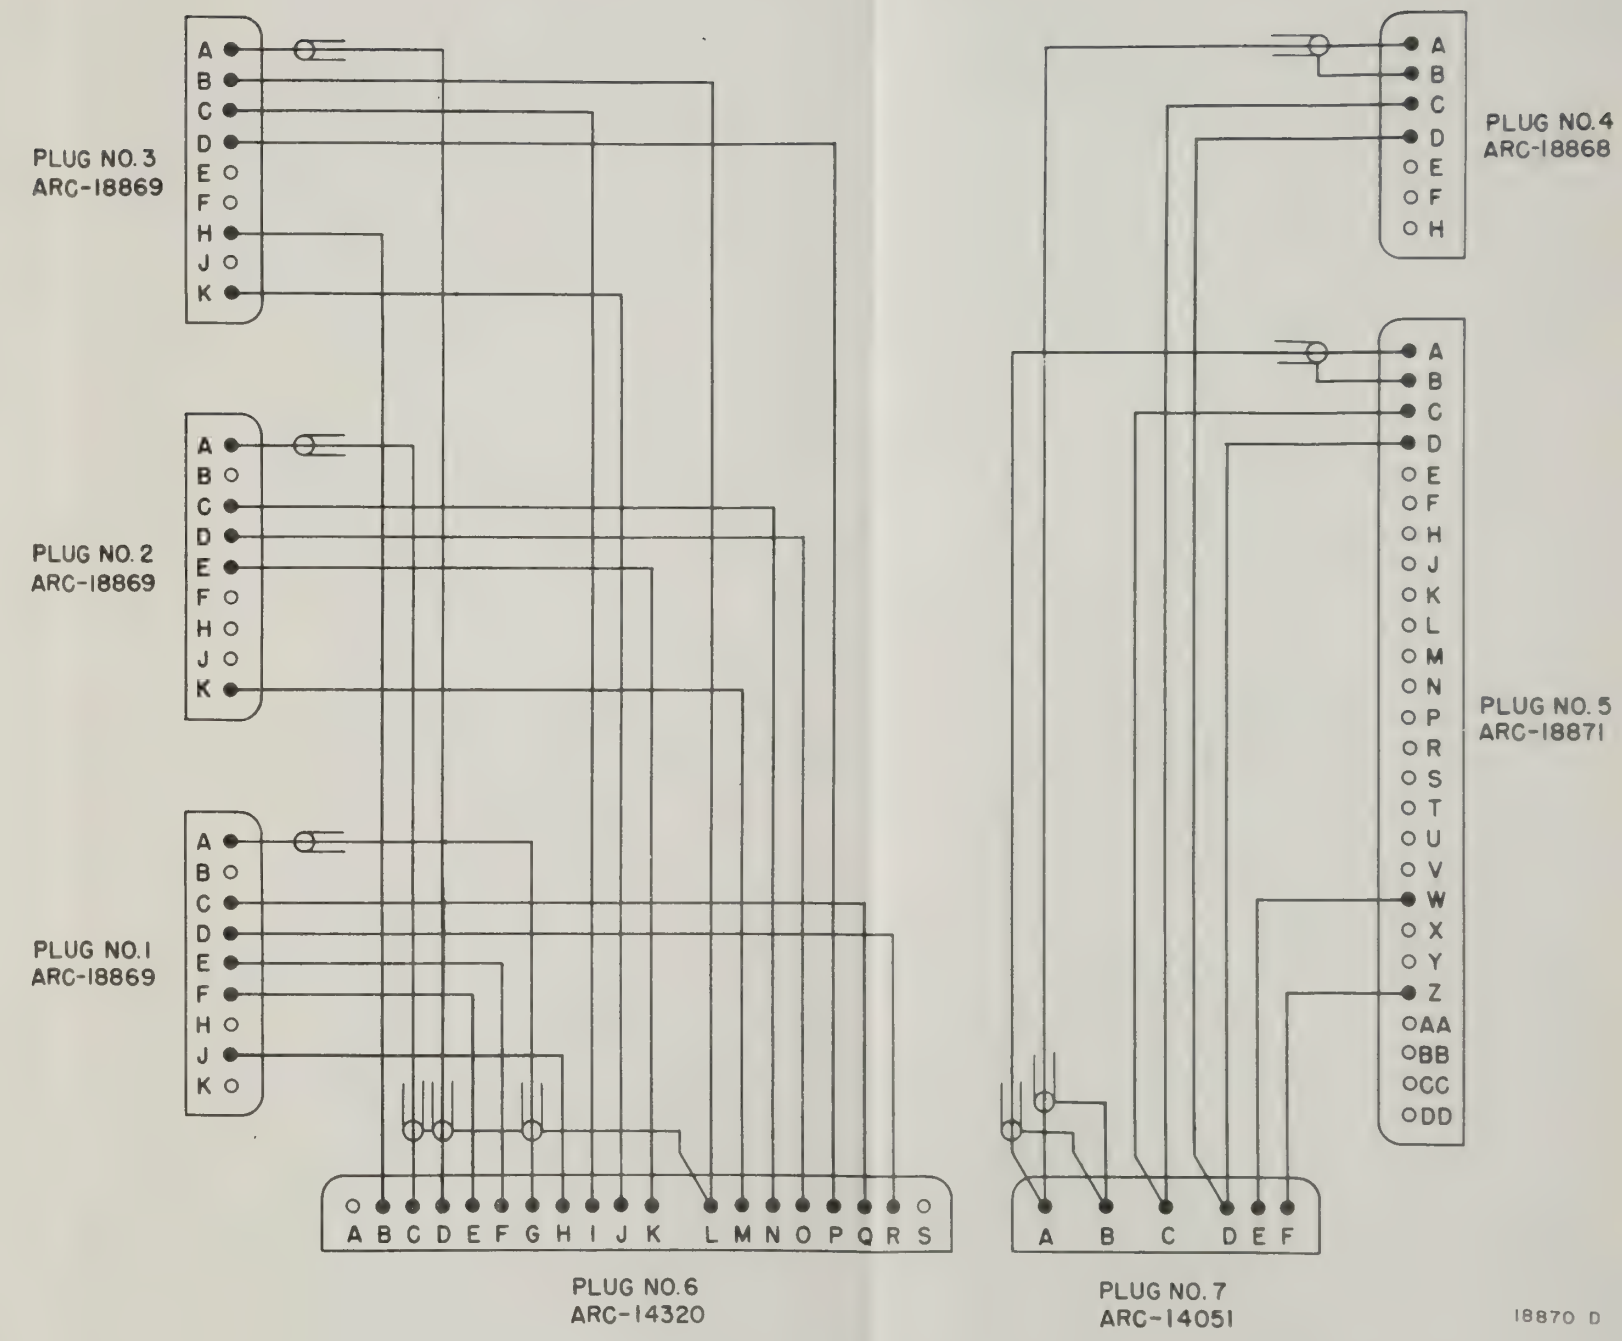 A
B
C
D
E
F
H
J
K
PLUG NO. 3
ARC-18869
A
B
C
D
E
F
H
J
K
PLUG NO. 2
ARC-18869
A
B
C
D
E
F
H
J
K
PLUG NO. 1
ARC-18869
A B C D E F G H I J K L M N O P Q R S
PLUG NO. 6
ARC-14320
A
B
C
D
E
F
H
PLUG NO. 4
ARC-18868
A
B
C
D
E
F
H
J
K
L
M
N
P
R
S
T
U
V
W
X
Y
Z
AA
BB
CC
DD
PLUG NO. 5
ARC-18871
A B C D E F
PLUG NO. 7
ARC-14051
18870 D